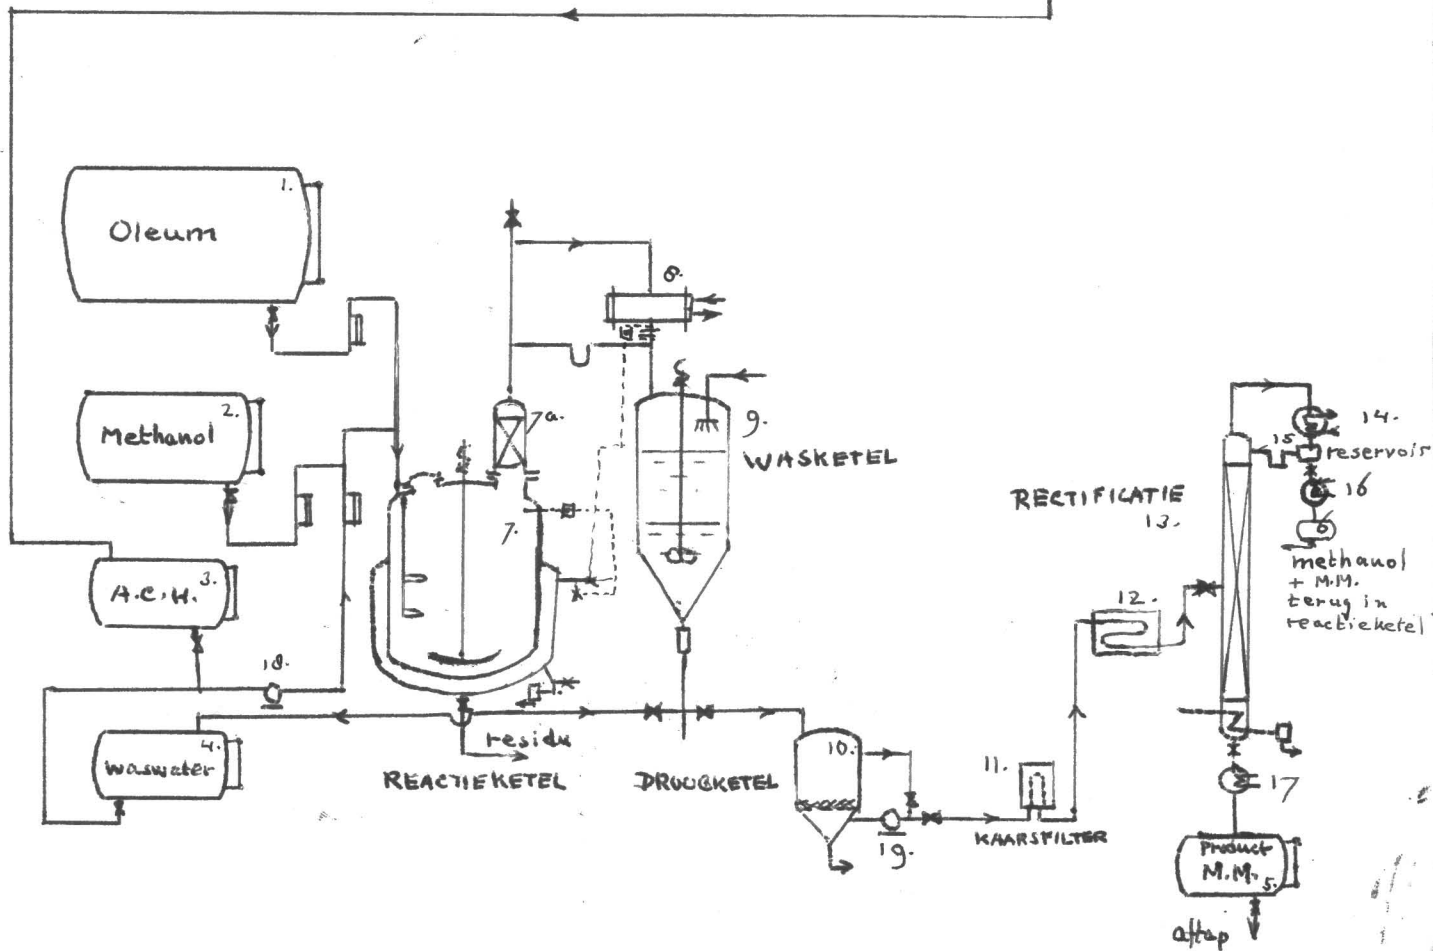 1.
Oleum
2.
Methanol
3.
A.C.H.
18.
4.
waswater
7a.
7.
8.
9.
WASKETEL
residu
REACTIEKETEL
DROOGKETEL
10.
19.
11.
KAARSFILTER
12.
RECTIFICATIE
13.
14.
15
reservoir
16
6
methanol
+ M.M.
terug in
reactieketel
17
Product
M.M.
5.
aftap